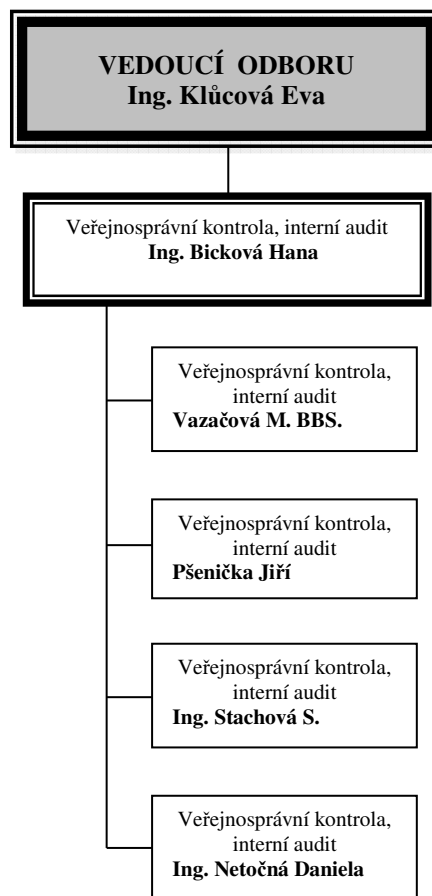 VEDOUCÍ ODBORU
Ing. Klůcová Eva
Veřejnosprávní kontrola, interní audit
Ing. Bicková Hana
Veřejnosprávní kontrola,
interní audit
Vazačová M. BBS.
Veřejnosprávní kontrola,
interní audit
Pšenička Jiří
Veřejnosprávní kontrola,
interní audit
Ing. Stachová S.
Veřejnosprávní kontrola,
interní audit
Ing. Netočná Daniela